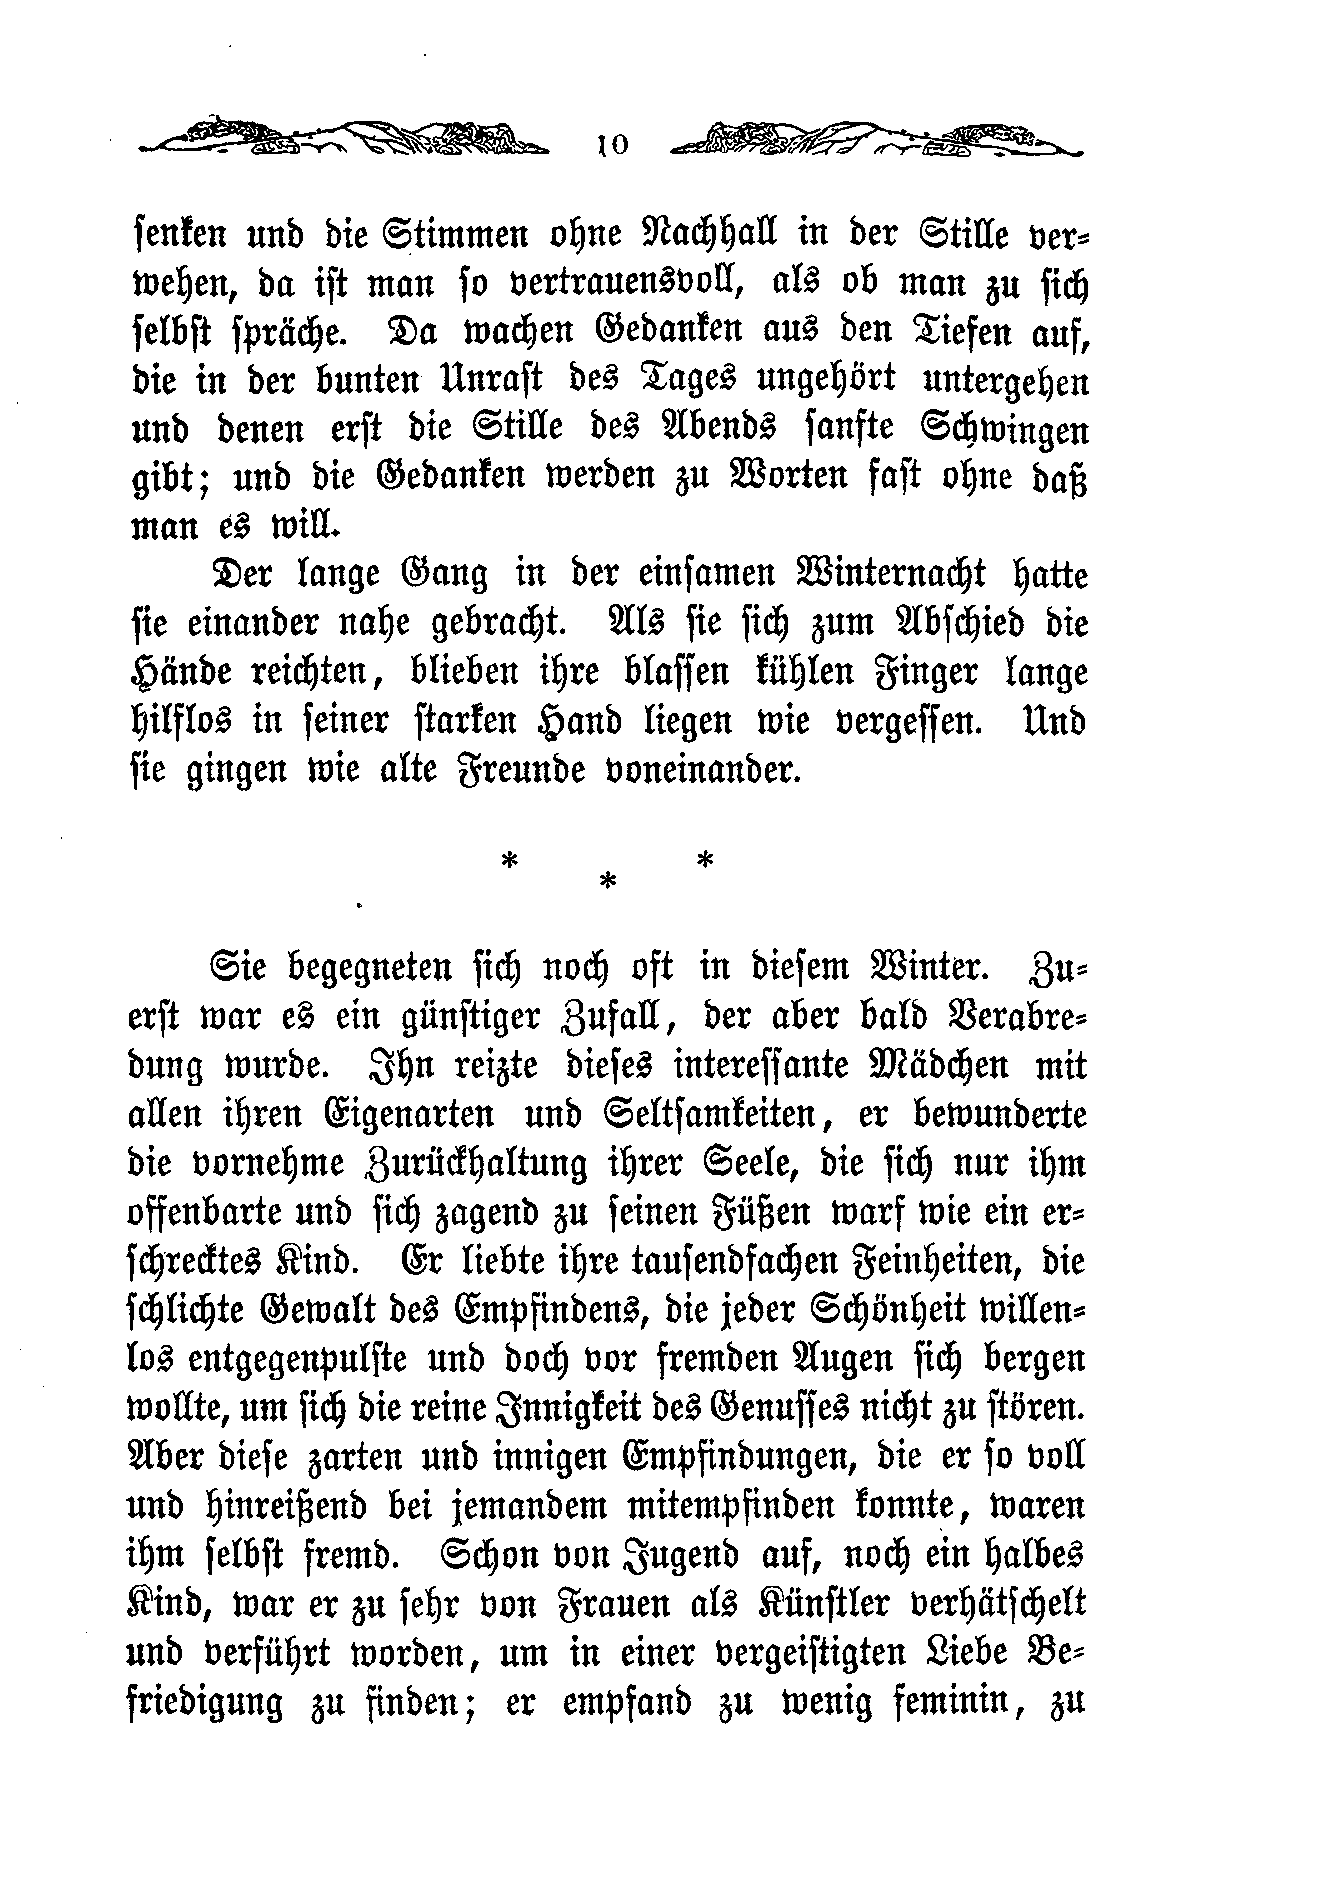 10
senken und die Stimmen ohne Nachhall in der Stille ver-
wehen, da ist man so vertrauensvoll, als ob man zu sich
selbst spräche. Da wachen Gedanken aus den Tiefen auf,
die in der bunten Unrast des Tages ungehört untergehen
und denen erst die Stille des Abends sanfte Schwingen
gibt; und die Gedanken werden zu Worten fast ohne daß
man es will.
Der lange Gang in der einsamen Winternacht hatte
sie einander nahe gebracht. Als sie sich zum Abschied die
Hände reichten, blieben ihre blassen kühlen Finger lange
hilflos in seiner starken Hand liegen wie vergessen. Und
sie gingen wie alte Freunde voneinander.
* * *
Sie begegneten sich noch oft in diesem Winter. Zu-
erst war es ein günstiger Zufall, der aber bald Verabre-
dung wurde. Ihn reizte dieses interessante Mädchen mit
allen ihren Eigenarten und Seltsamkeiten, er bewunderte
die vornehme Zurückhaltung ihrer Seele, die sich nur ihm
offenbarte und sich zagend zu seinen Füßen warf wie ein er-
schrecktes Kind. Er liebte ihre tausendfachen Feinheiten, die
schlichte Gewalt des Empfindens, die jeder Schönheit willen-
los entgegenpulste und doch vor fremden Augen sich bergen
wollte, um sich die reine Innigkeit des Genusses nicht zu stören.
Aber diese zarten und innigen Empfindungen, die er so voll
und hinreißend bei jemandem mitempfinden konnte, waren
ihm selbst fremd. Schon von Jugend auf, noch ein halbes
Kind, war er zu sehr von Frauen als Künstler verhätschelt
und verführt worden, um in einer vergeistigten Liebe Be-
friedigung zu finden; er empfand zu wenig feminin, zu